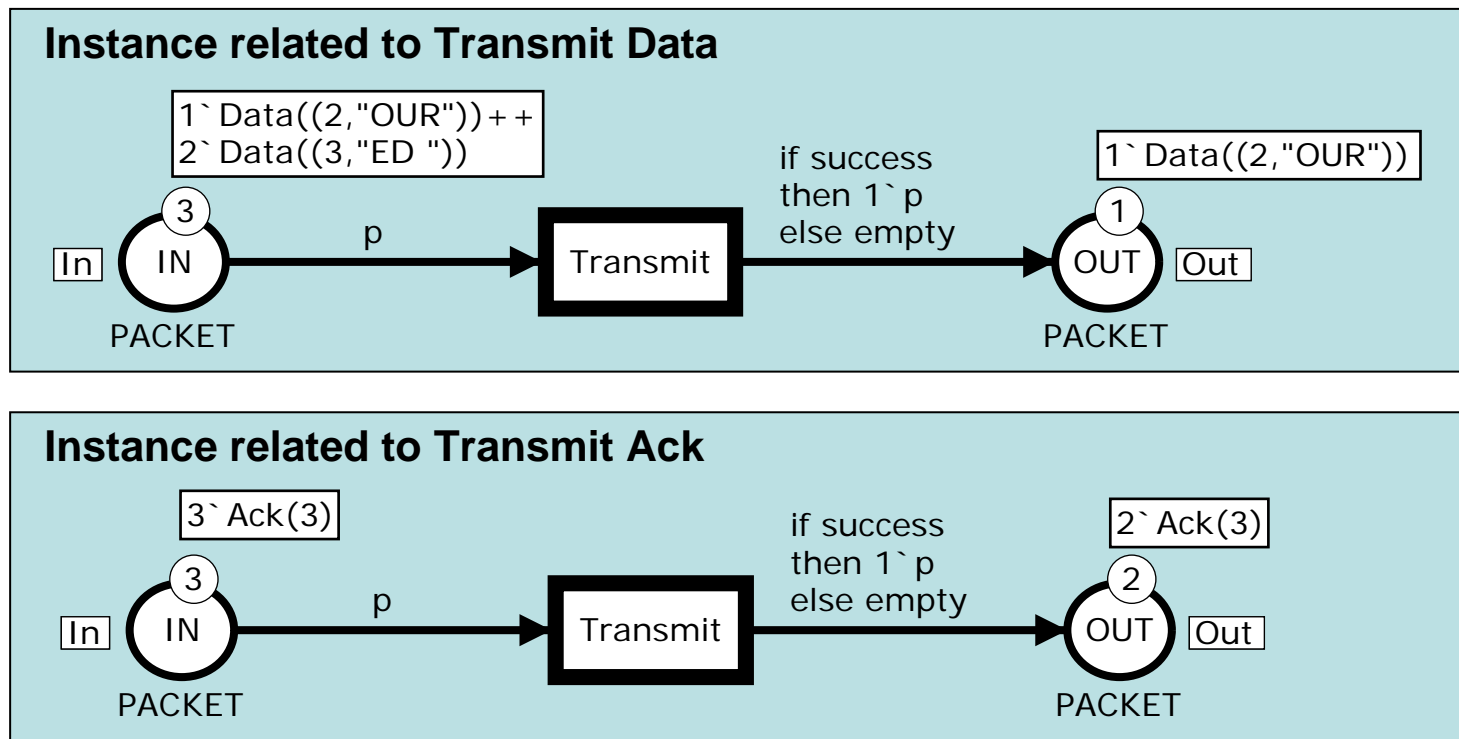 Instance related to Transmit Data
1`Data((2,"OUR"))++
2`Data((3,"ED "))
if success
then 1`p
else empty
1`Data((2,"OUR"))
3
1
p
In
IN
Transmit
OUT
Out
PACKET
PACKET
Instance related to Transmit Ack
3`Ack(3)
if success
then 1`p
else empty
2`Ack(3)
3
2
p
In
IN
Transmit
OUT
Out
PACKET
PACKET